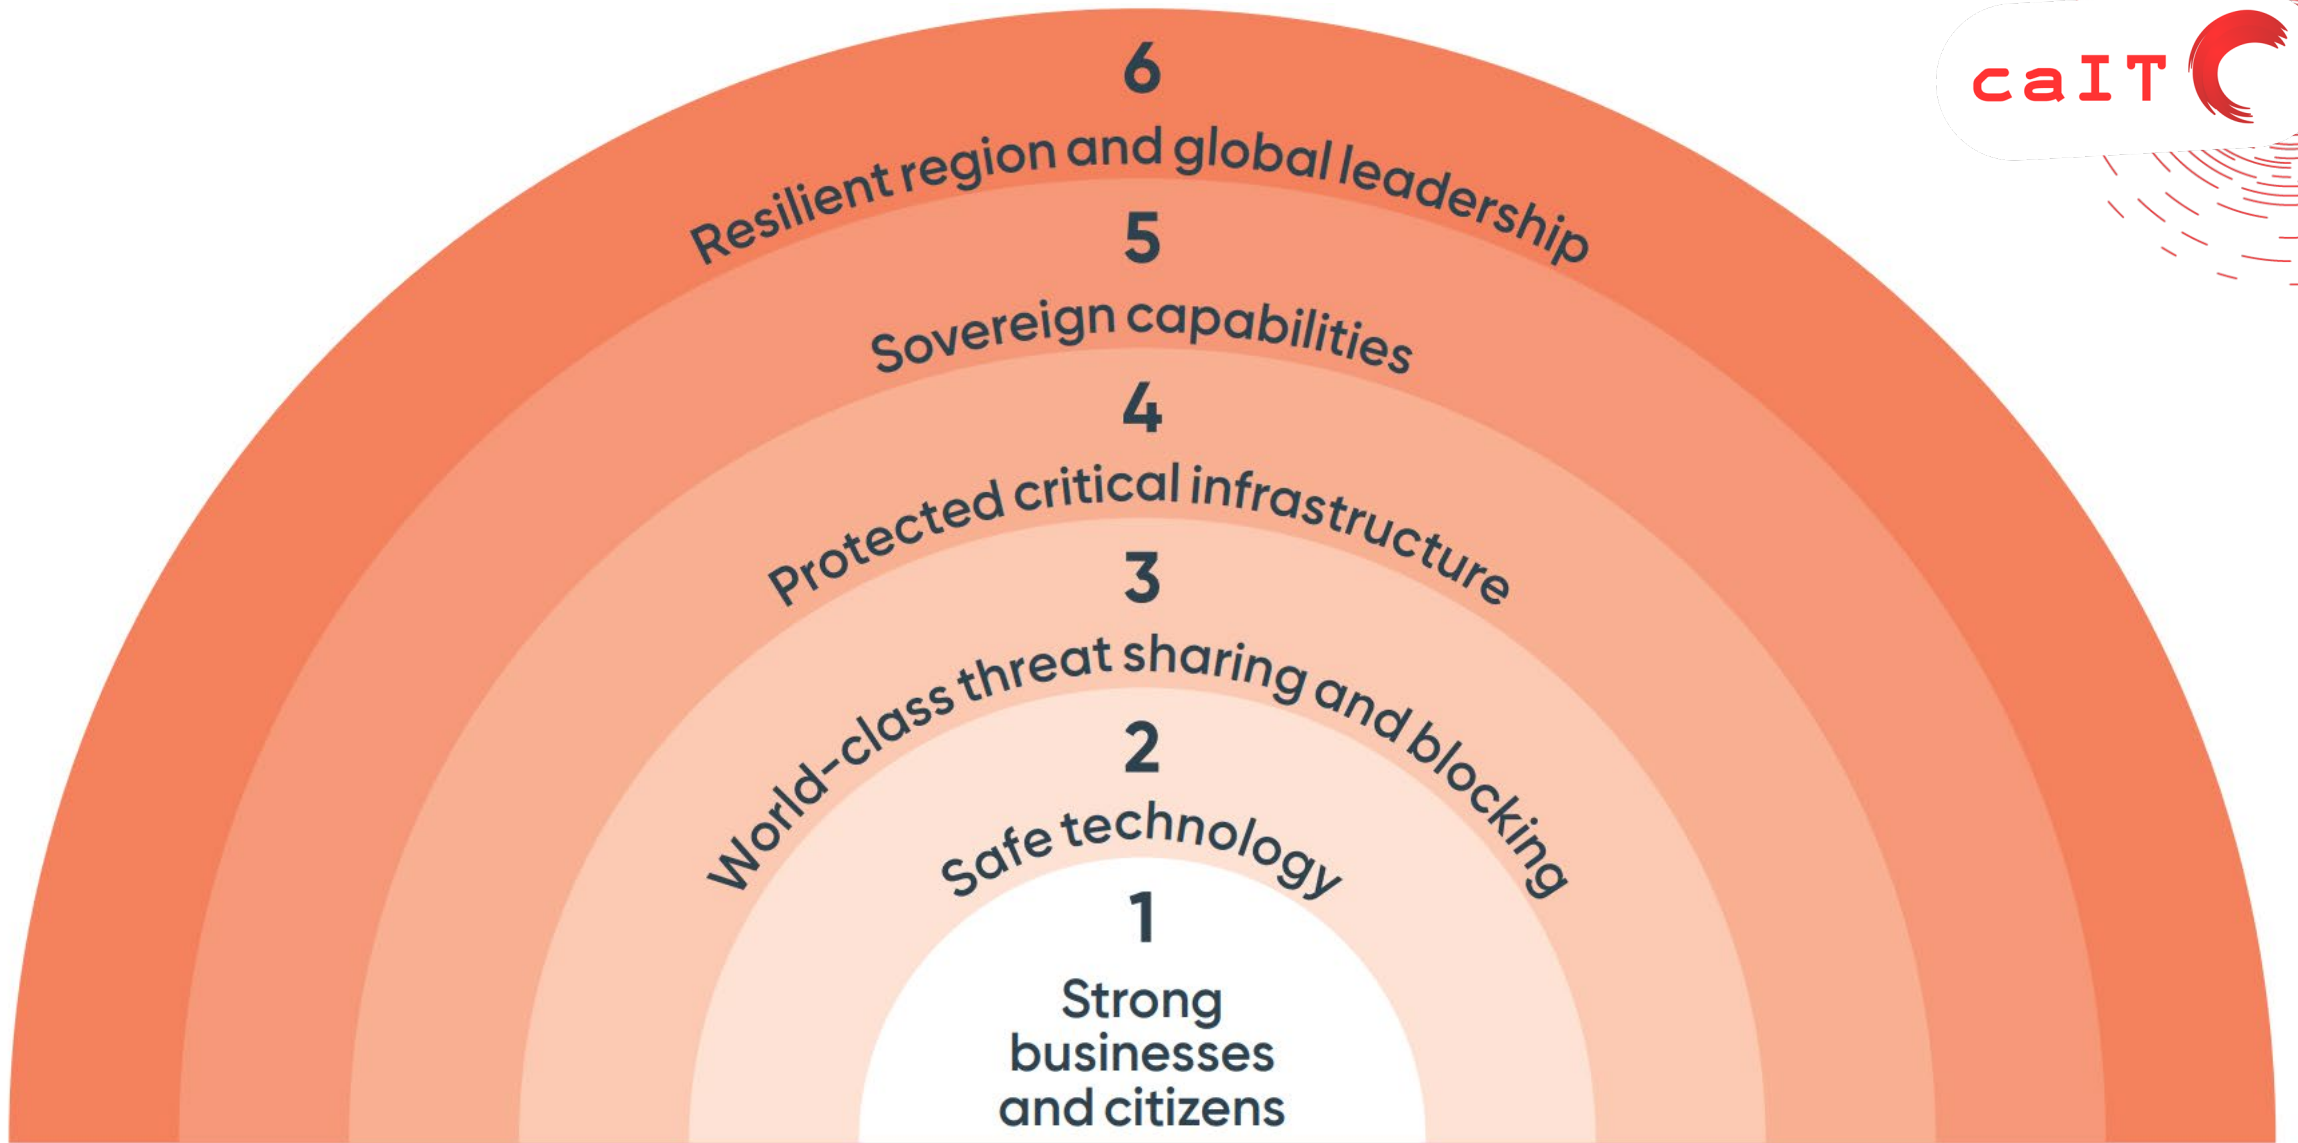 caIT
6
Resilient region and global leadership
5
Sovereign capabilities
4
Protected critical infrastructure
3
World-class threat sharing and blocking
2
Safe technology
1
Strong
businesses
and citizens